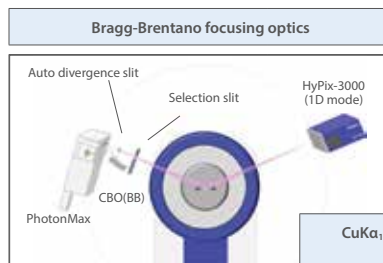 Bragg-Brentano focusing optics
Auto divergence slit
Selection slit
HyPix-3000
(1D mode)
CBO(BB)
PhotonMax
CuKα₁